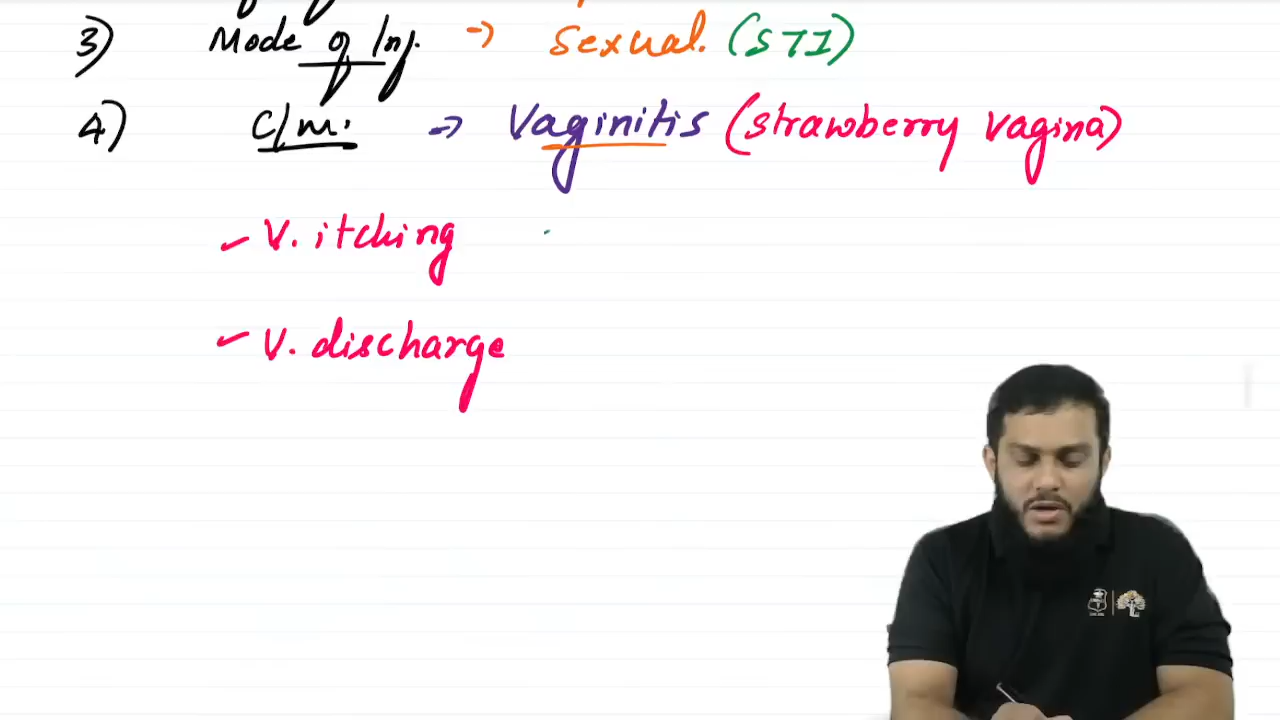 3) Mode of Inf. → Sexual. (STI)
4) C/m. → Vaginitis (strawberry vagina)
✓ V. itching
✓ V. discharge